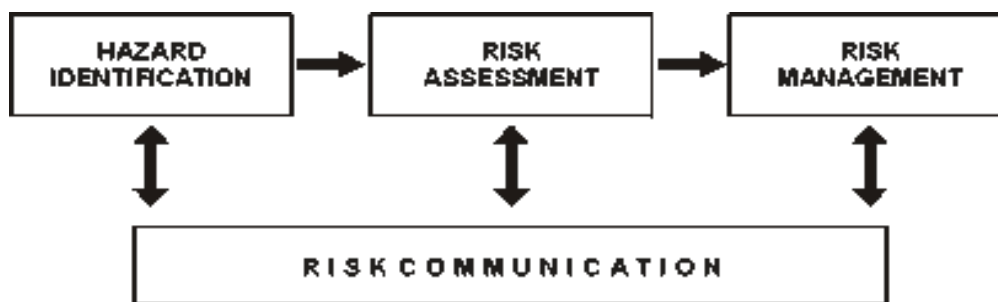 HAZARD
IDENTIFICATION
RISK
ASSESSMENT
RISK
MANAGEMENT
RISK COMMUNICATION